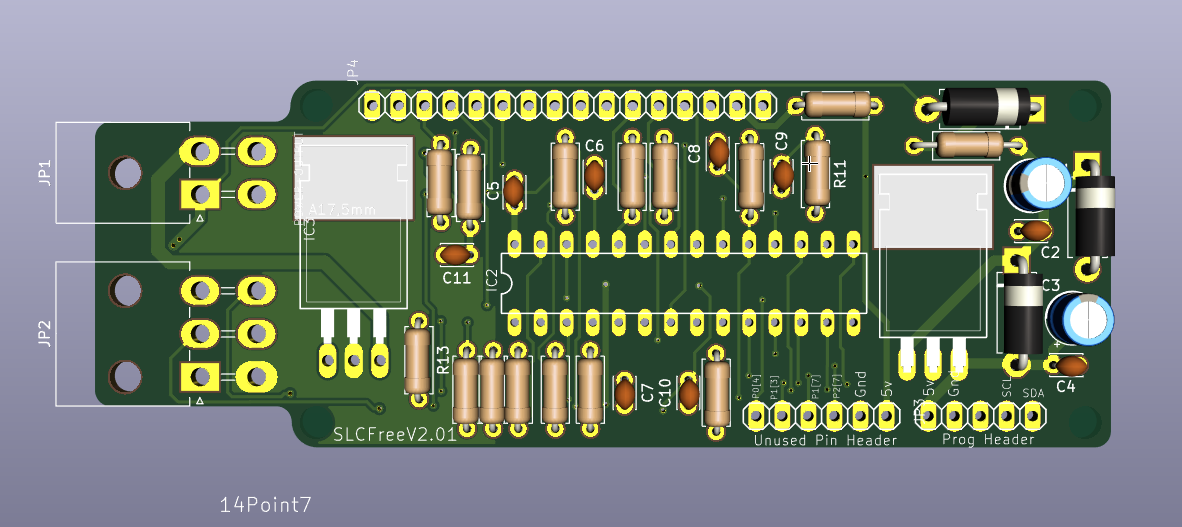 JP4
JP1
C6
C8
C9
R11
C5
A17.5mm
IC3
C11
IC2
C2
C3
JP2
R13
C7
C10
C4
P0[4]
P1[3]
P1[7]
P2[7]
Gnd
5v
JP3
5v
SCL
SDA
+
SLCFreeV2.01
Unused Pin Header
Prog Header
14Point7